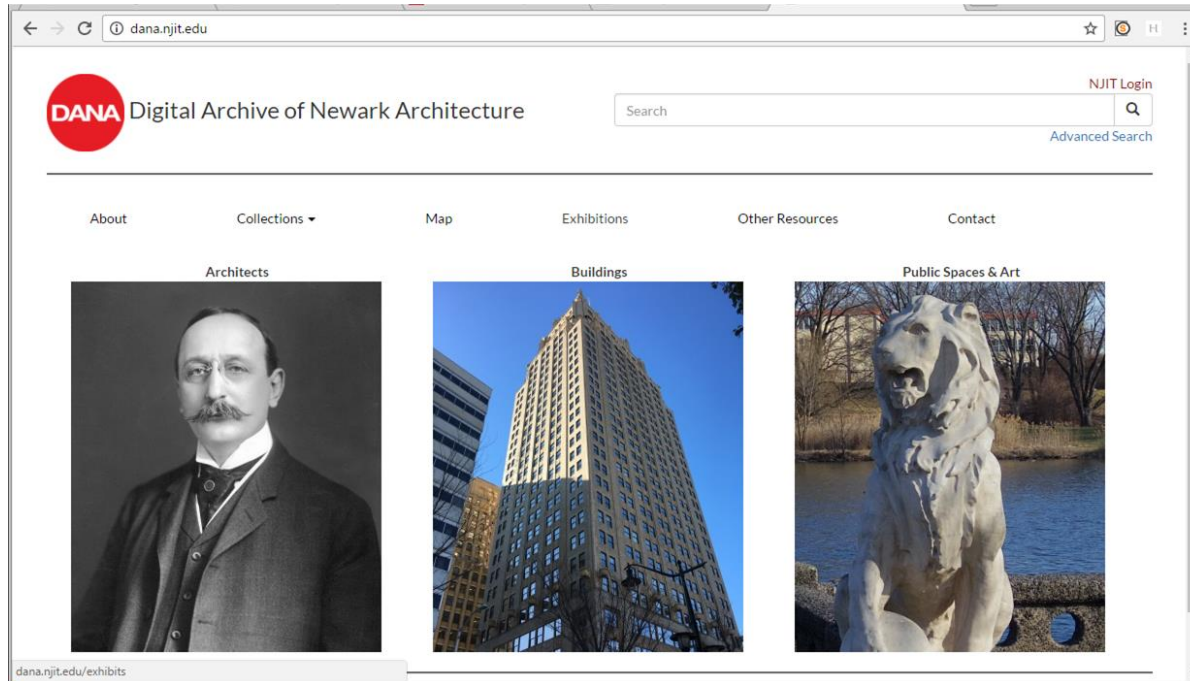 dana.njit.edu
NJIT Login
DANA Digital Archive of Newark Architecture
Search
Advanced Search
About Collections Map Exhibitions Other Resources Contact
Architects Buildings Public Spaces & Art
dana.njit.edu/exhibits